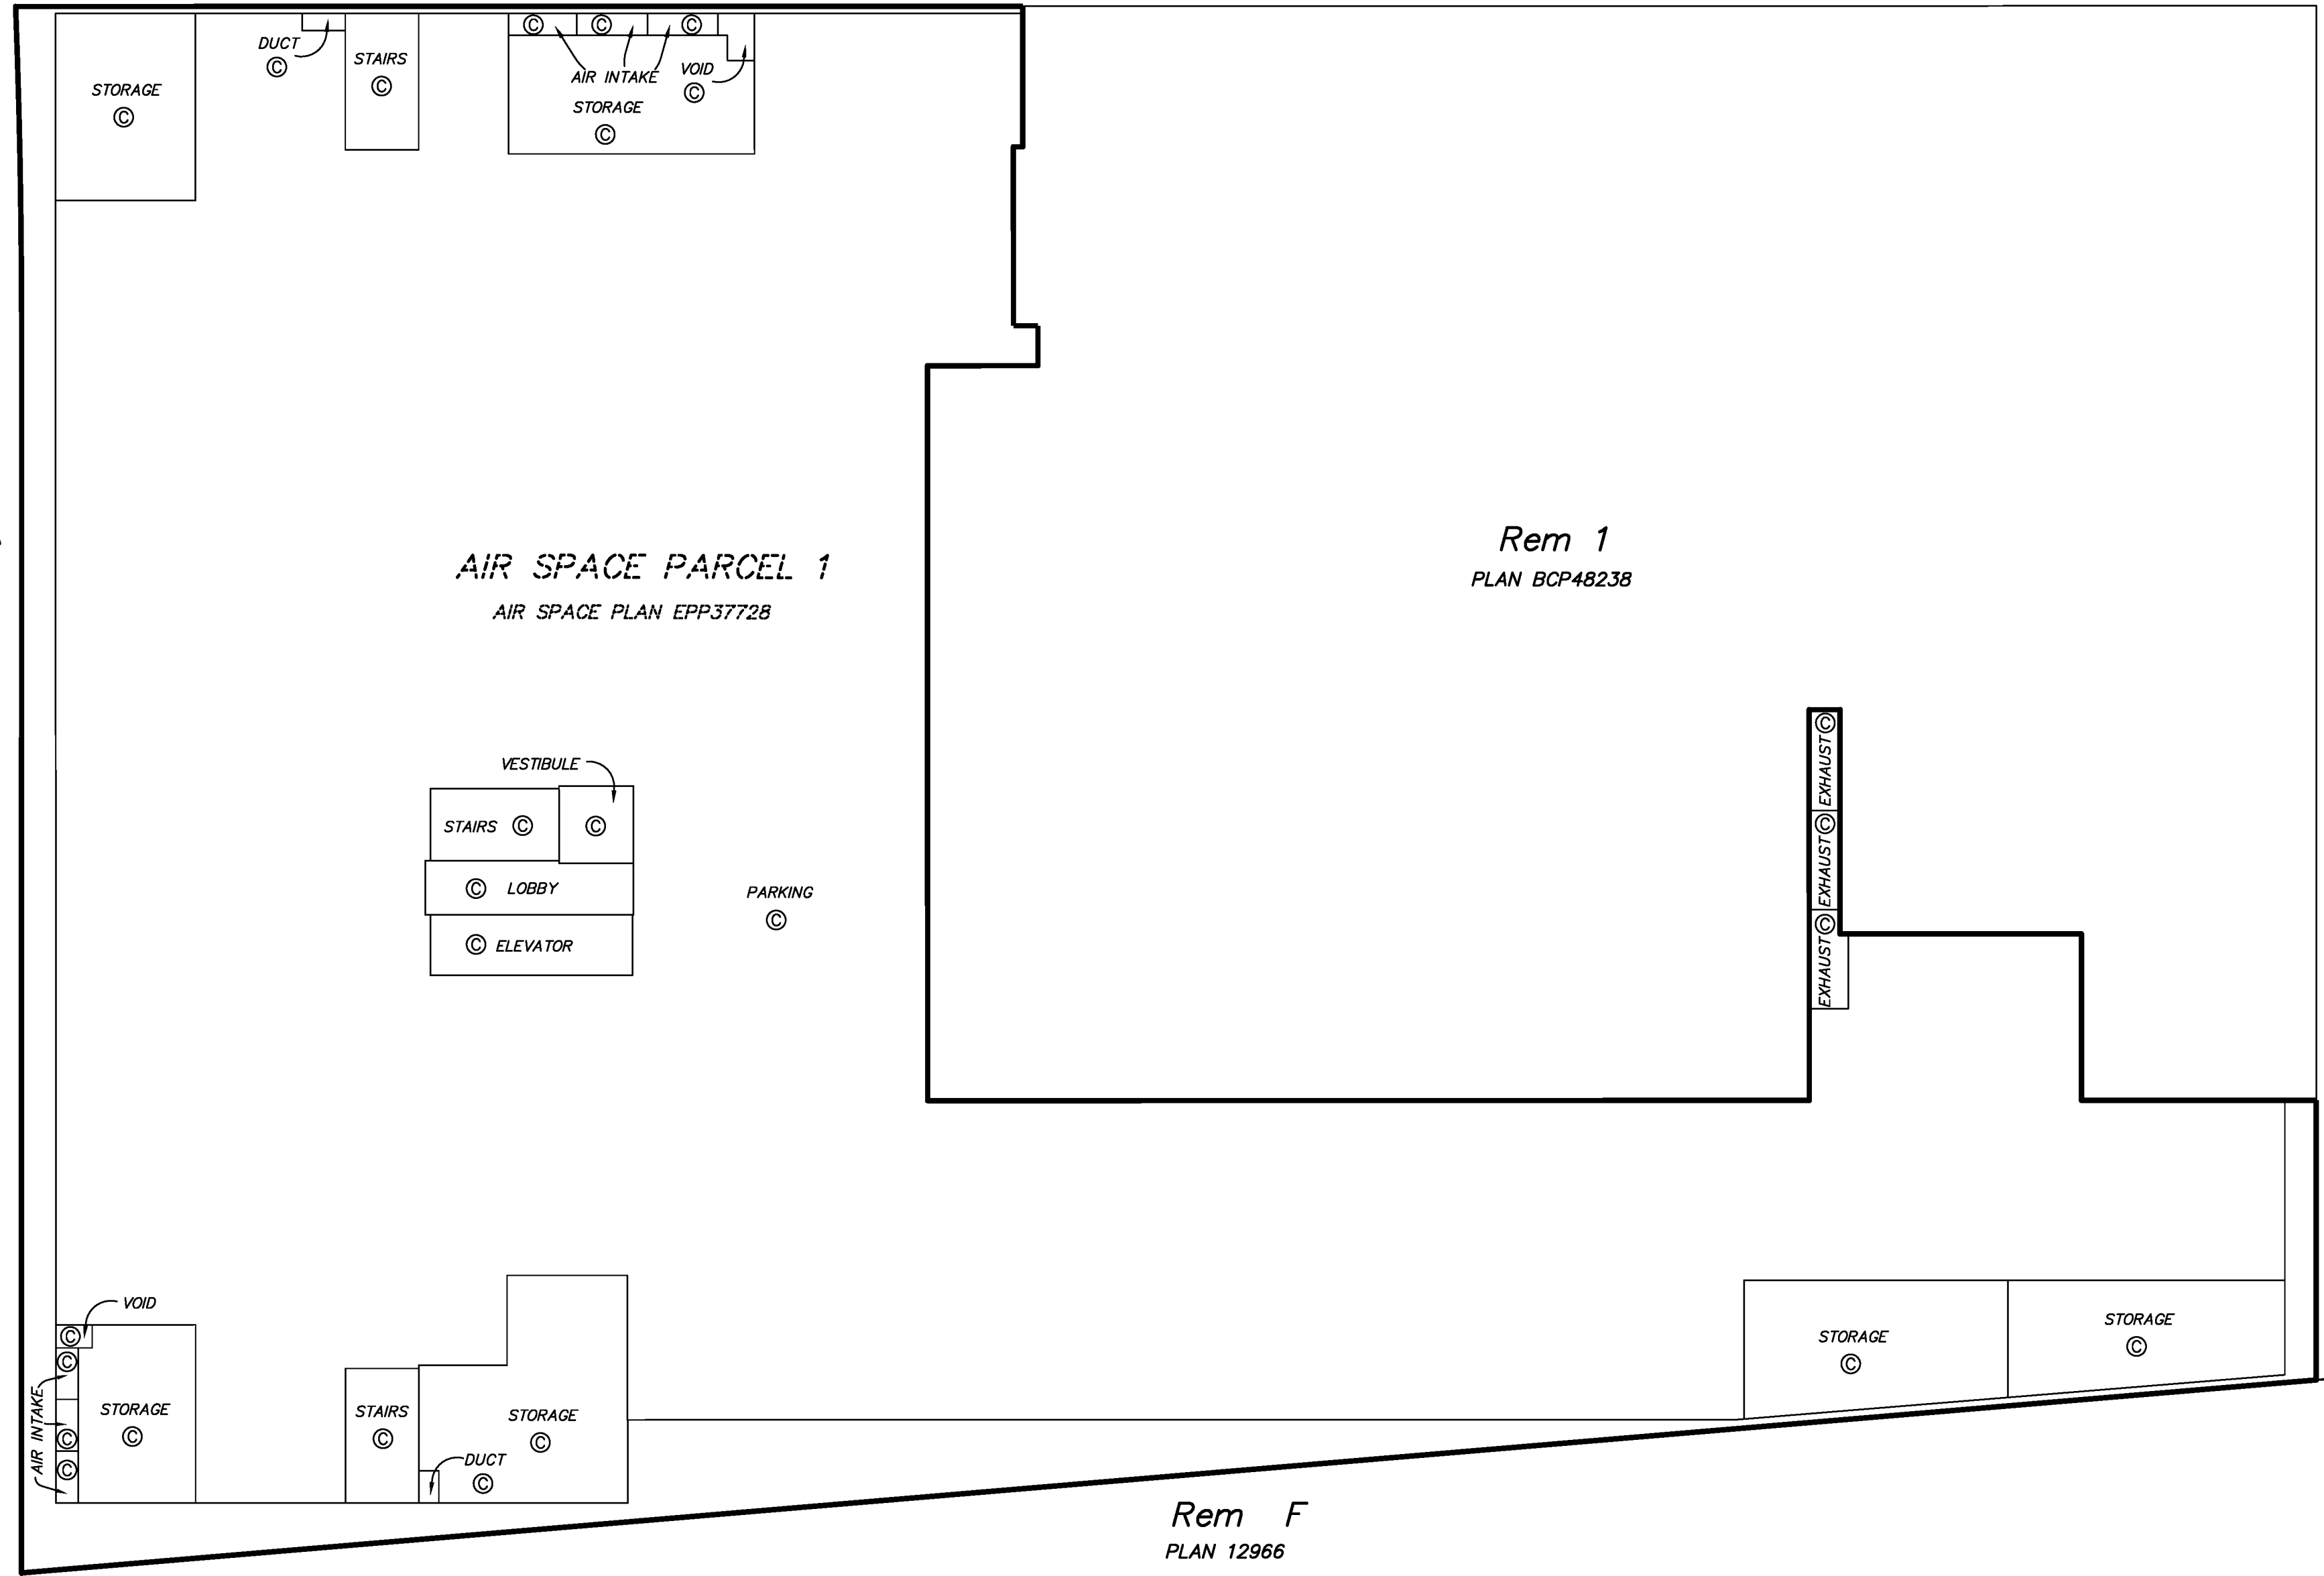 DUCT
©
STAIRS
©
STORAGE
©
© © ©
AIR INTAKE
VOID
©
STORAGE
©
Rem 1
PLAN BCP48238
AIR SPACE PARCEL 1
AIR SPACE PLAN EPP37728
© EXHAUST
© EXHAUST
© EXHAUST
VESTIBULE
STAIRS ©
©
© LOBBY
© ELEVATOR
PARKING
©
VOID
©
©
©
©
AIR INTAKE
STORAGE
©
STAIRS
©
STORAGE
©
DUCT
©
STORAGE
©
STORAGE
©
Rem F
PLAN 12966